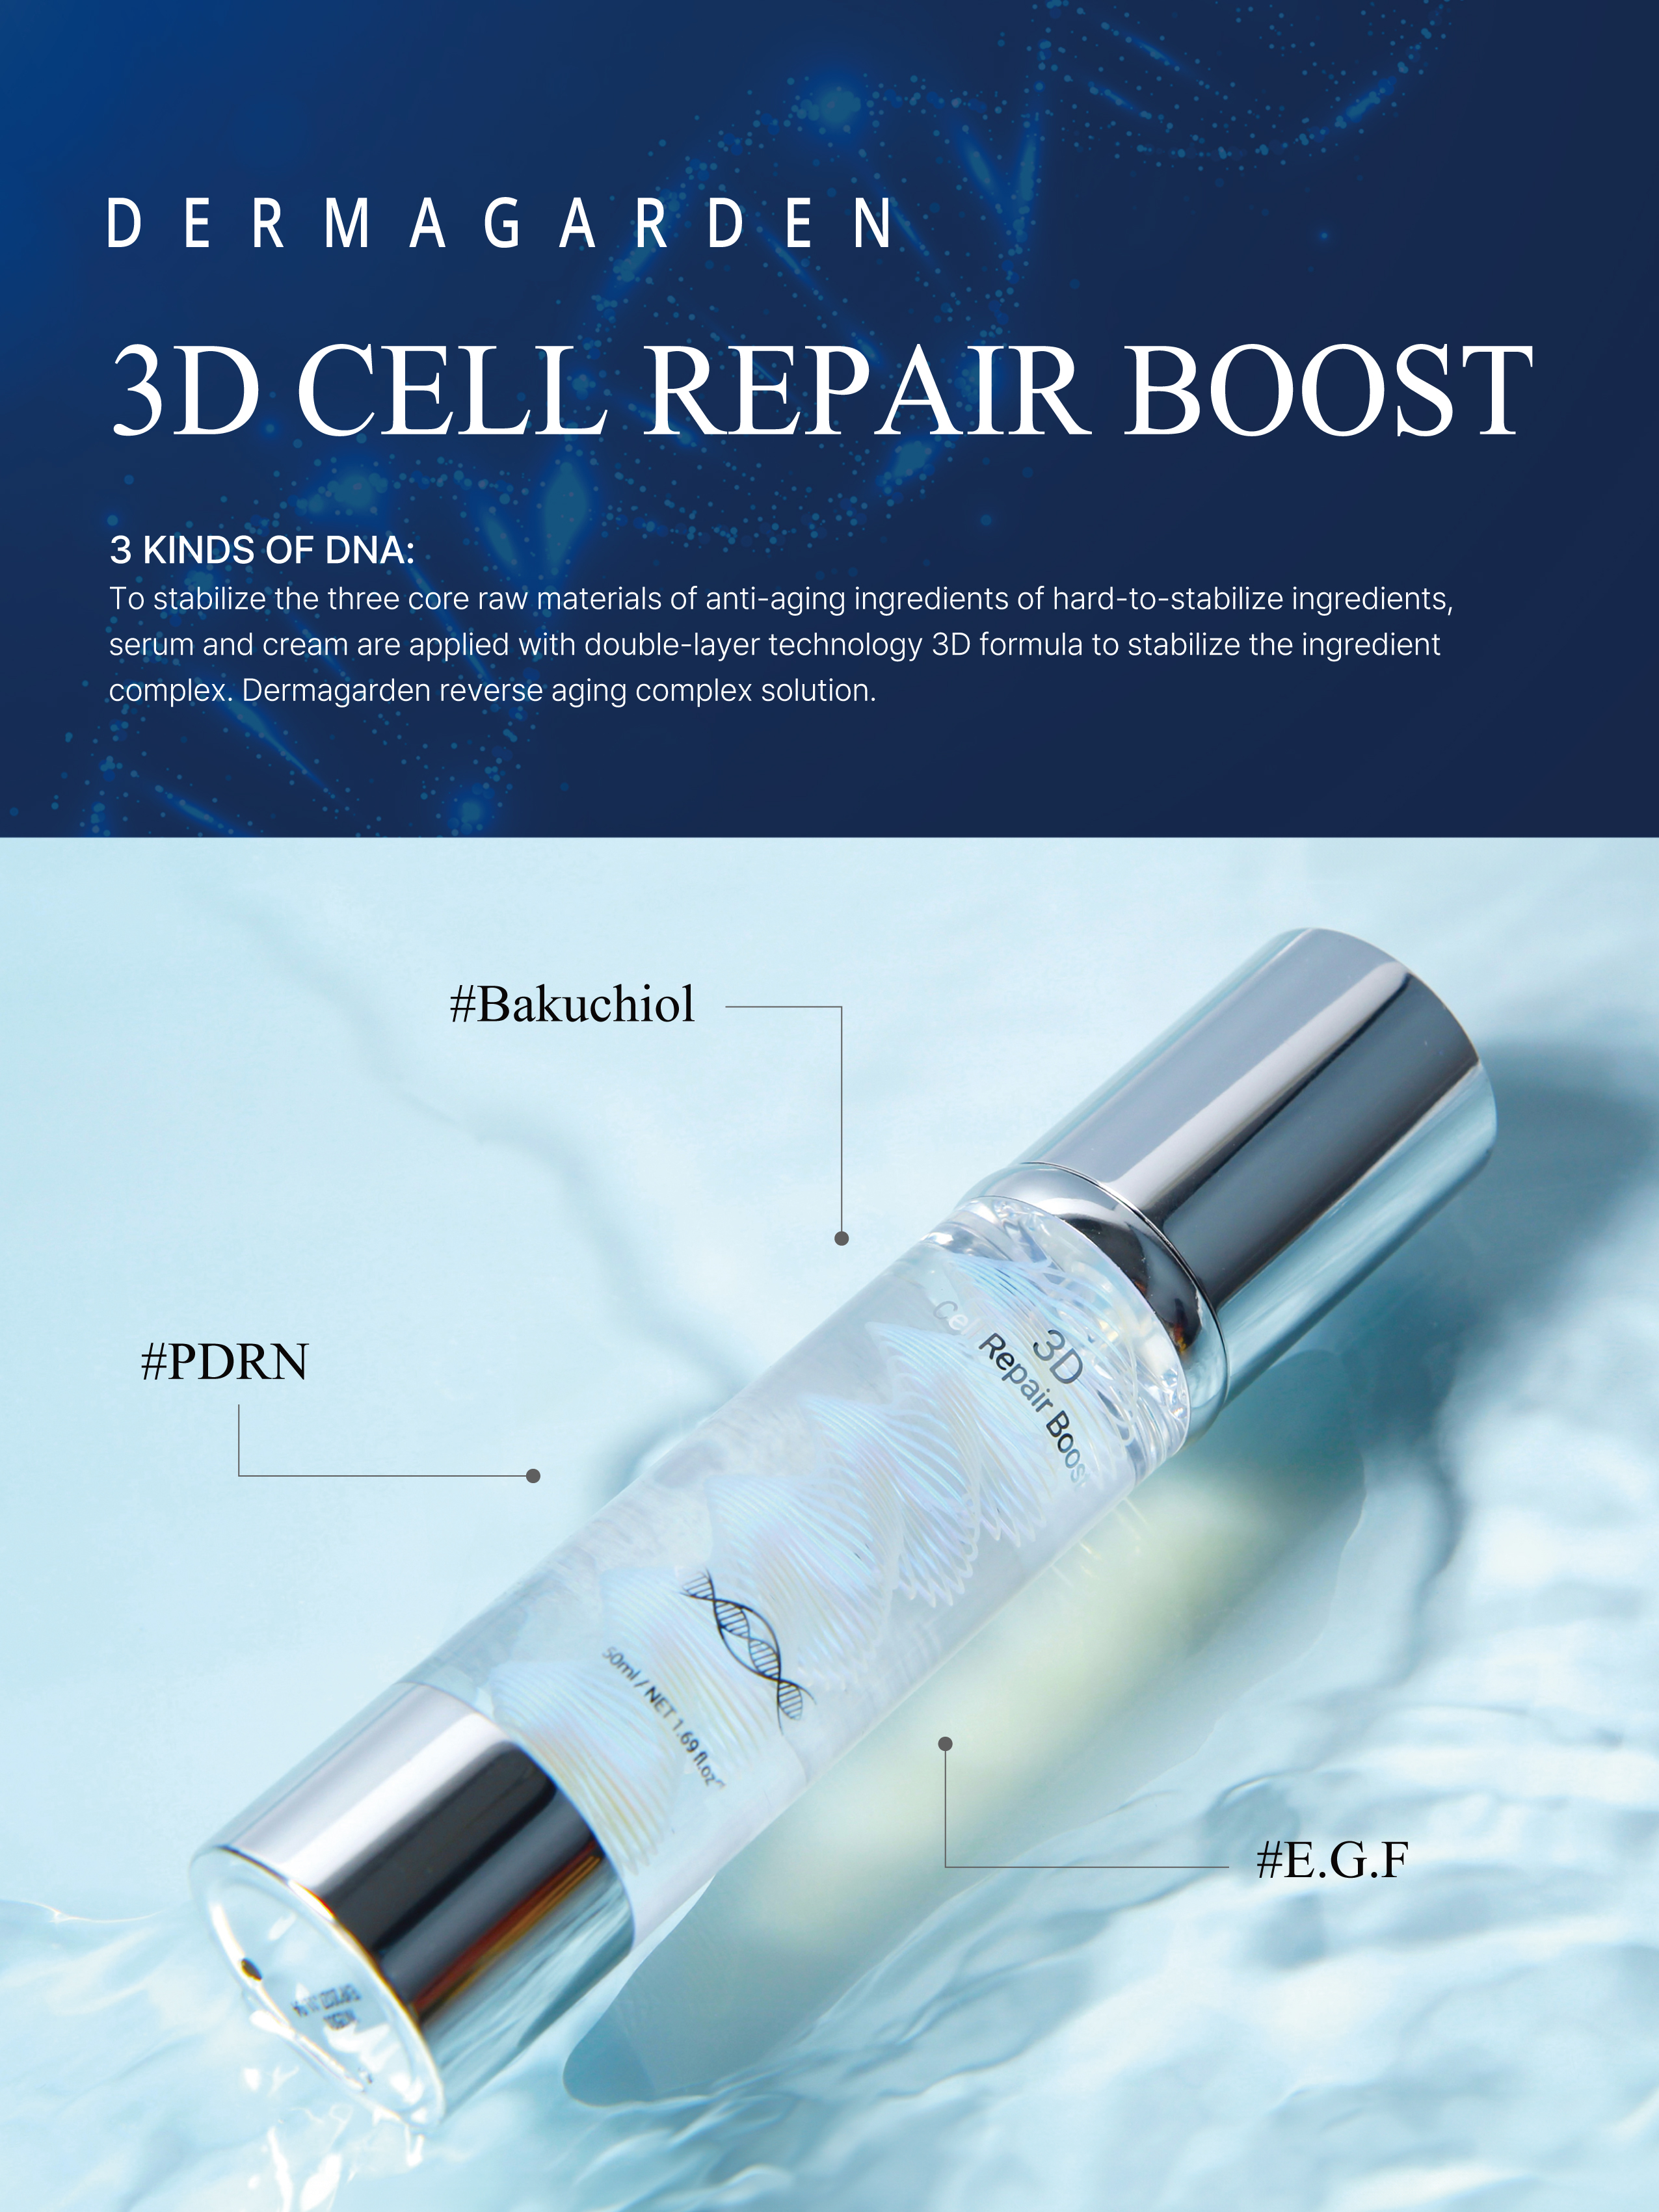 DERMAGARDEN
3D CELL REPAIR BOOST
3 KINDS OF DNA:
To stabilize the three core raw materials of anti-aging ingredients of hard-to-stabilize ingredients,
serum and cream are applied with double-layer technology 3D formula to stabilize the ingredient
complex. Dermagarden reverse aging complex solution.
#Bakuchiol
#PDRN
3D
Cell Repair Boost
50ml / NET 1.69 fl.oz
#E.G.F